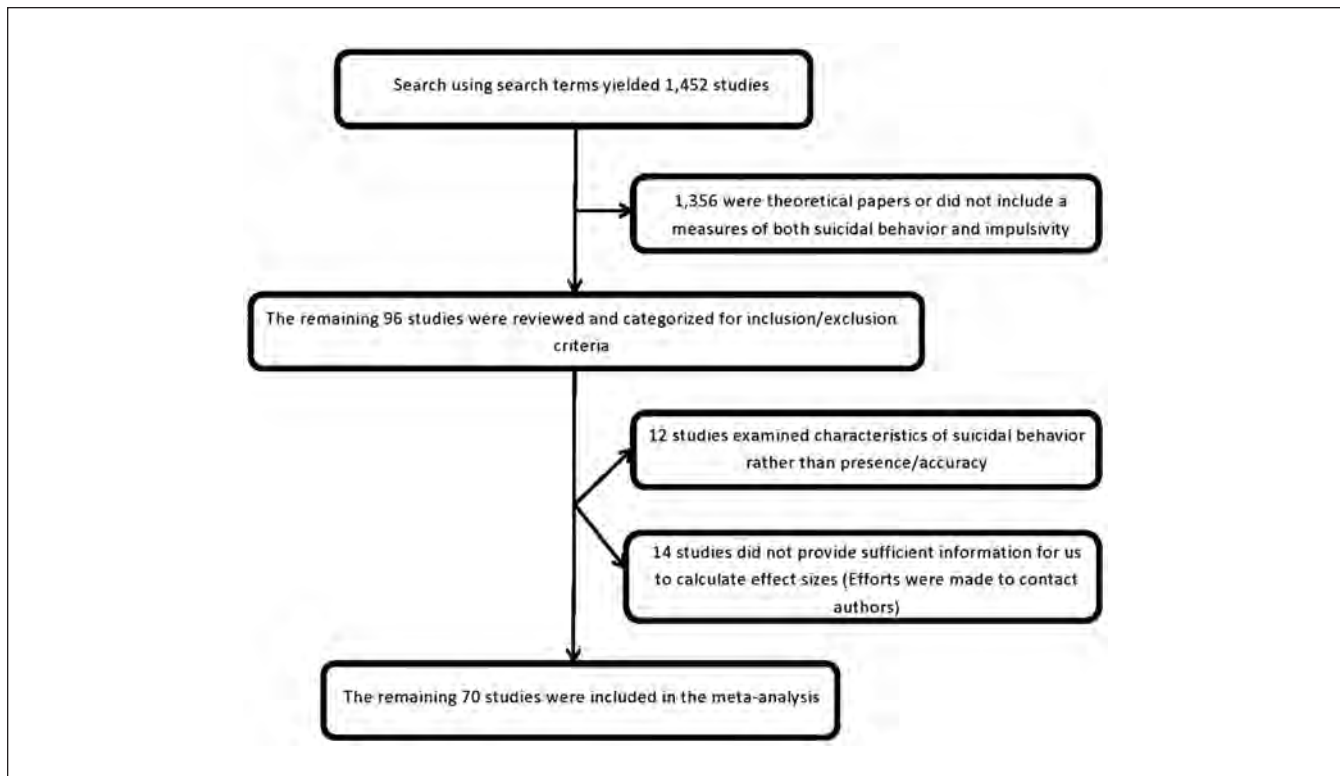 Search using search terms yielded 1,452 studies
1,356 were theoretical papers or did not include a
measures of both suicidal behavior and impulsivity
The remaining 96 studies were reviewed and categorized for inclusion/exclusion
criteria
12 studies examined characteristics of suicidal behavior
rather than presence/accuracy
14 studies did not provide sufficient information for us
to calculate effect sizes (Efforts were made to contact
authors)
The remaining 70 studies were included in the meta-analysis